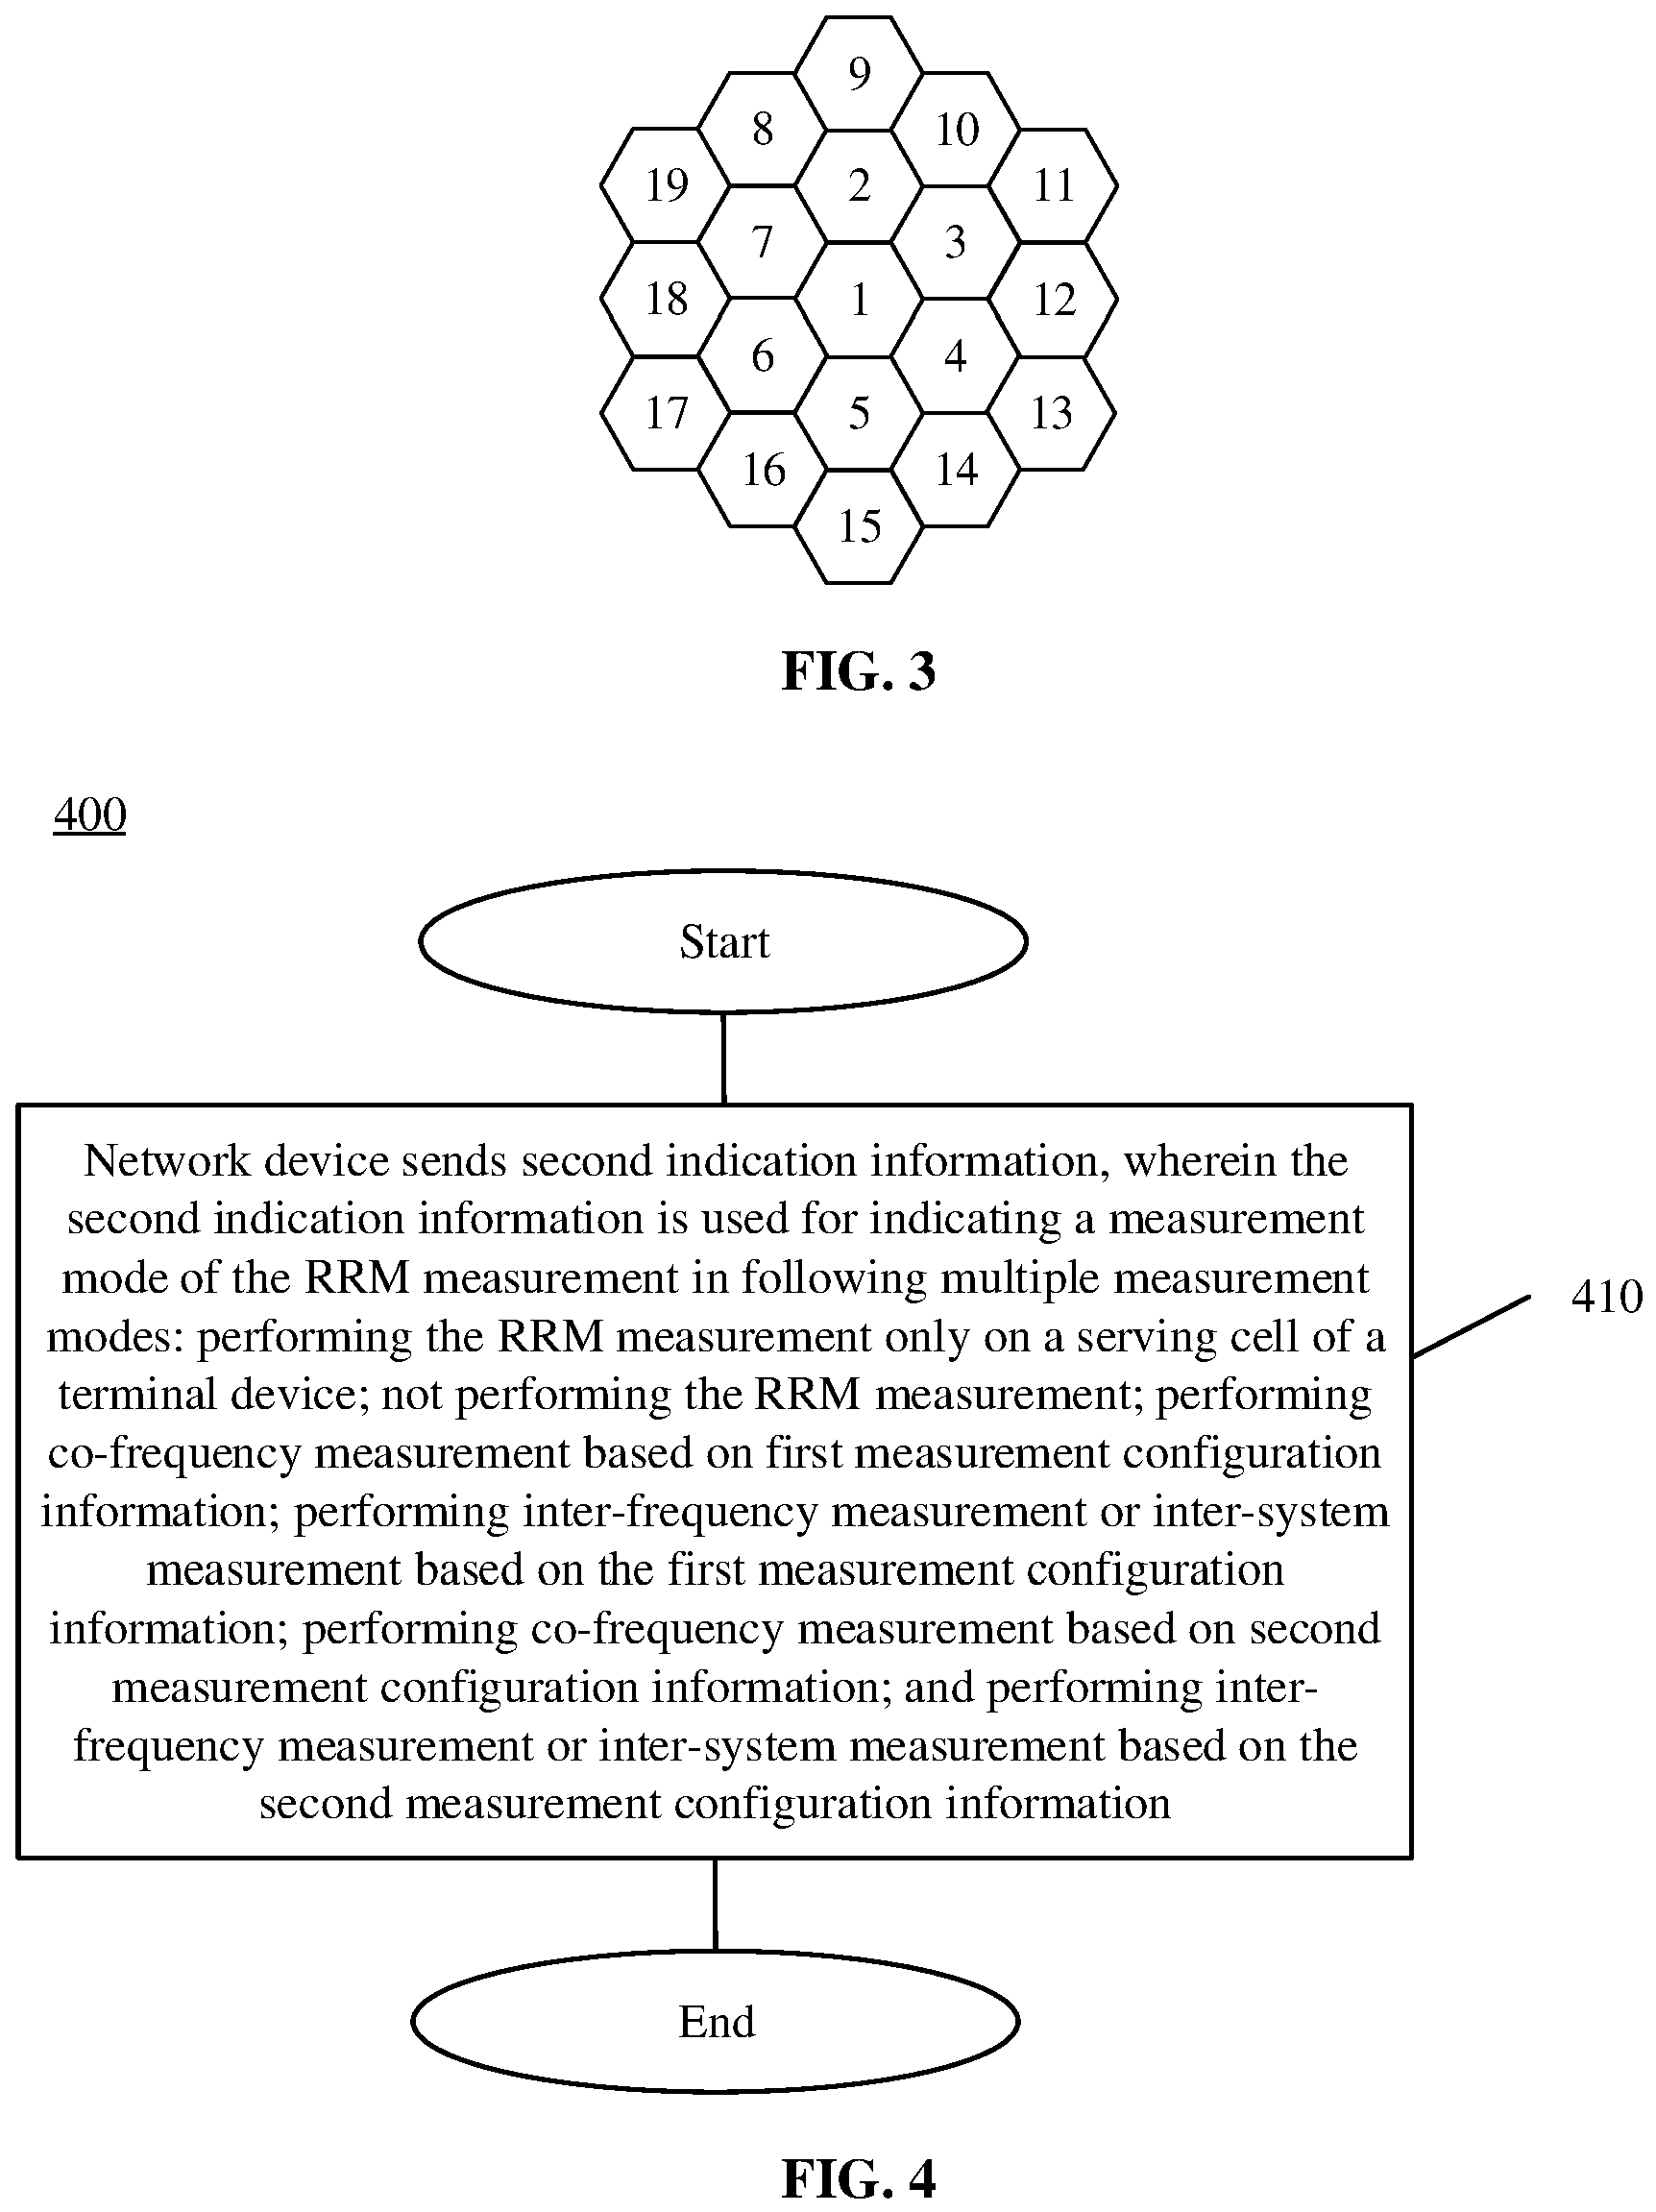 9
8
10
19
2
11
7
3
18
1
12
6
4
17
5
13
16
14
15
FIG. 3
400
Start
Network device sends second indication information, wherein the
second indication information is used for indicating a measurement
mode of the RRM measurement in following multiple measurement
modes: performing the RRM measurement only on a serving cell of a
terminal device; not performing the RRM measurement; performing
co-frequency measurement based on first measurement configuration
information; performing inter-frequency measurement or inter-system
measurement based on the first measurement configuration
information; performing co-frequency measurement based on second
measurement configuration information; and performing inter-
frequency measurement or inter-system measurement based on the
second measurement configuration information
410
End
FIG. 4